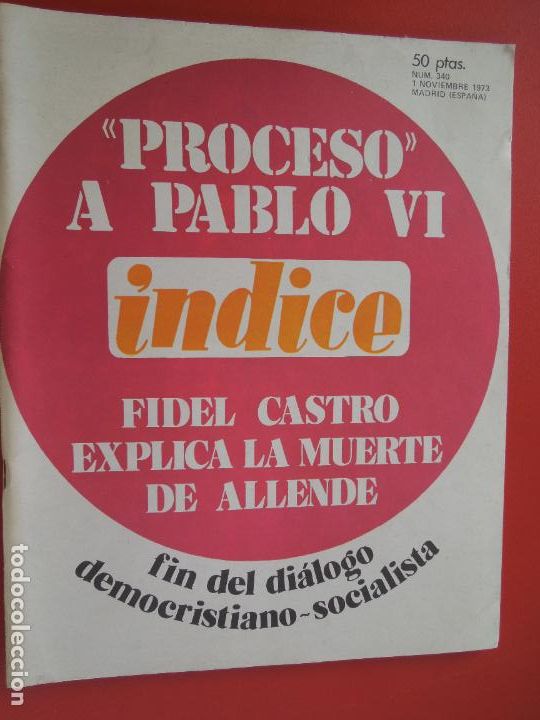 50 ptas.
NUM. 340
1 NOVIEMBRE 1973
MADRID (ESPAÑA)
«PROCESO»
A PABLO VI
índice
FIDEL CASTRO
EXPLICA LA MUERTE
DE ALLENDE
fin del diálogo
democristiano-socialista
todocoleccion.net